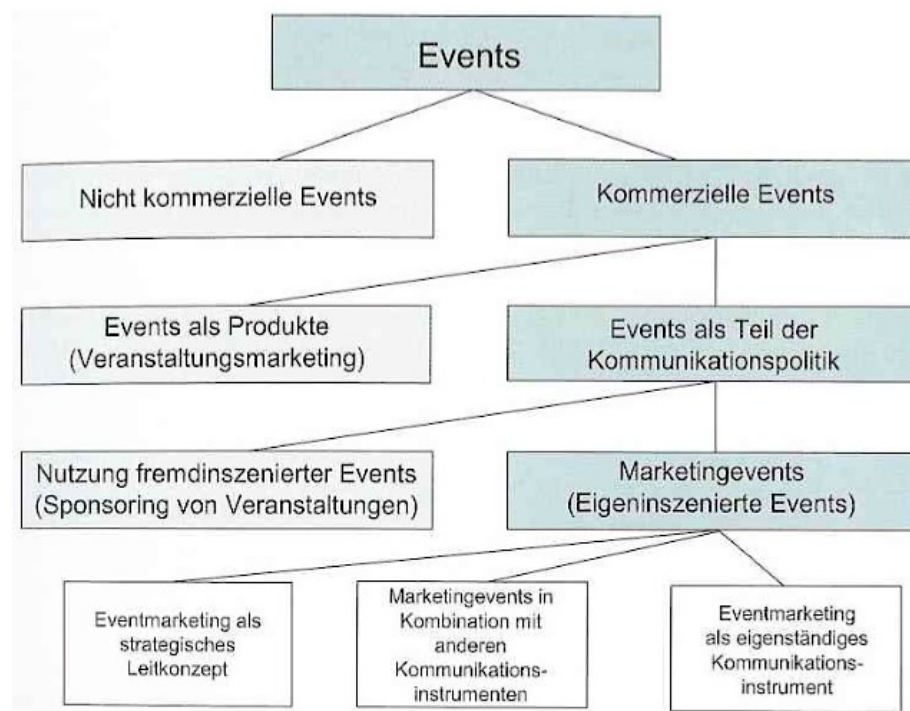 Events
Nicht kommerzielle Events
Kommerzielle Events
Events als Produkte
(Veranstaltungsmarketing)
Events als Teil der
Kommunikationspolitik
Nutzung fremdinszenierter Events
(Sponsoring von Veranstaltungen)
Marketingevents
(Eigeninszenierte Events)
Eventmarketing als
strategisches
Leitkonzept
Marketingevents in
Kombination mit
anderen
Kommunikations-
instrumenten
Eventmarketing
als eigenständiges
Kommunikations-
instrument